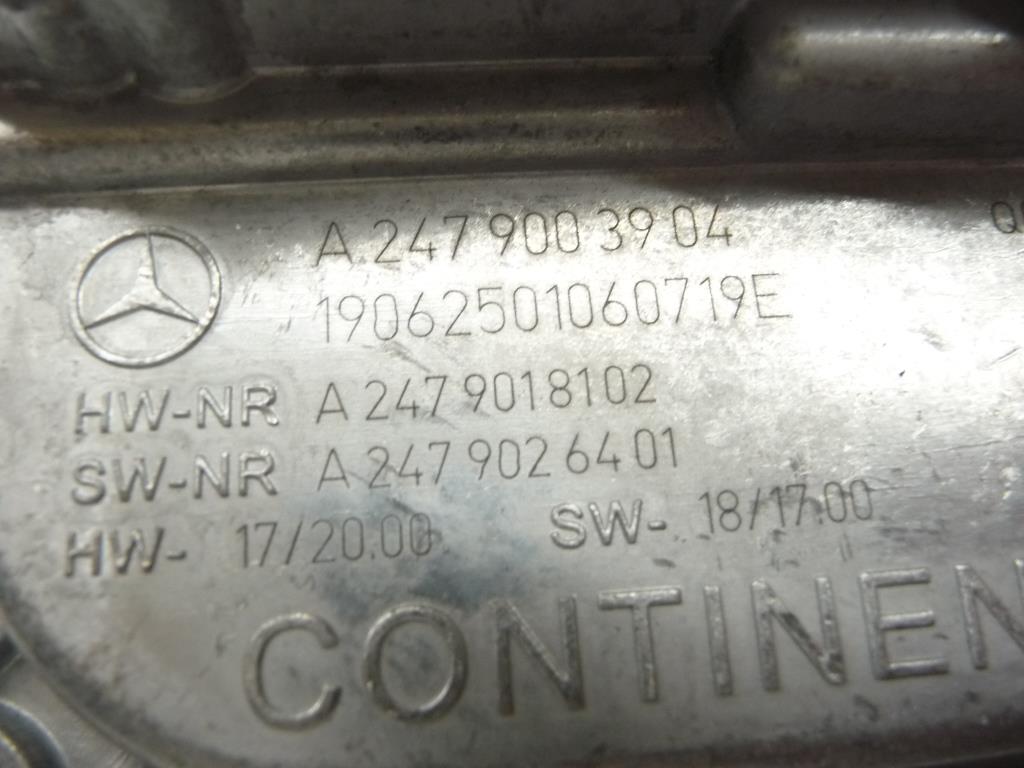 A 247 900 39 04
19062501060719E
HW-NR A 247 901 81 02
SW-NR A 247 902 64 01
HW- 17/20.00 SW- 18/17.00
CONTINEN